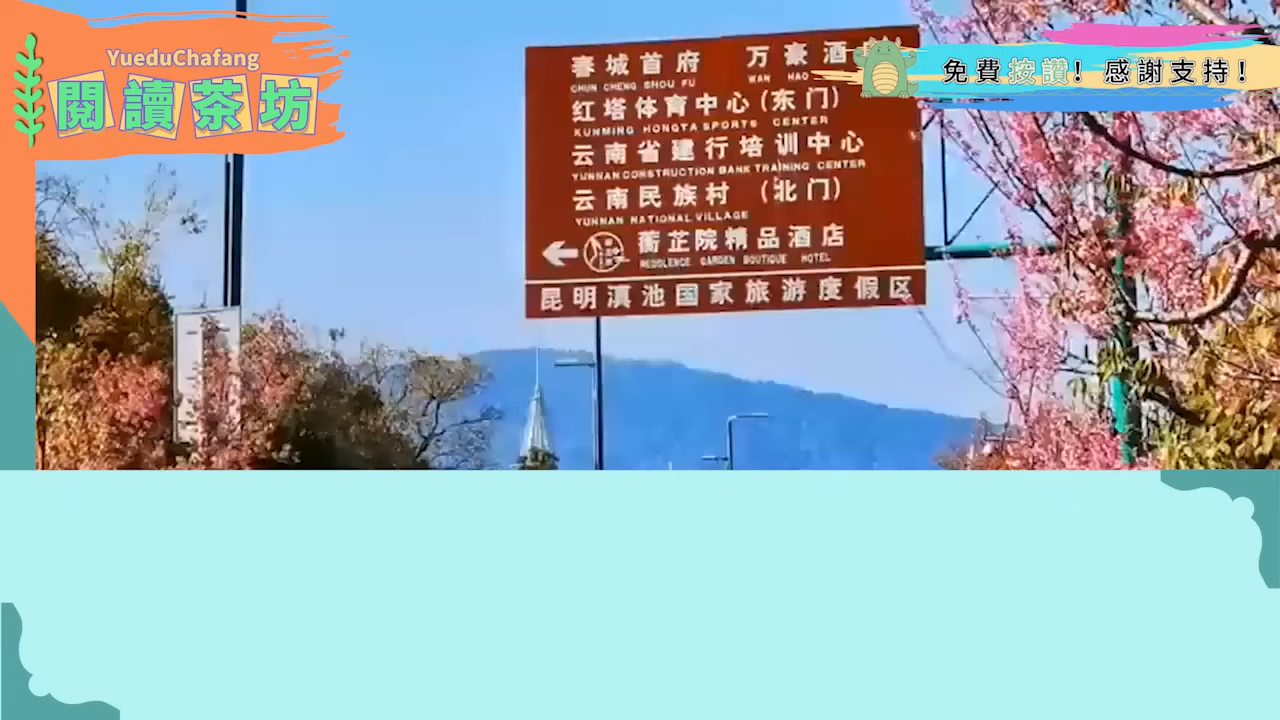 YueduChafang
閱讀茶坊
免費按讚！感謝支持！
春城首府 万豪酒
CHUN CHENG SHOU FU WAN HAO
红塔体育中心(东门)
KUNMING HONGTA SPORTS CENTER
云南省建行培训中心
YUNNAN CONSTRUCTION BANK TRAINING CENTER
云南民族村 (北门)
YUNNAN NATIONAL VILLAGE
蘅芷院精品酒店
REDOLENCE GARDEN BOUTIQUE HOTEL
昆明滇池国家旅游度假区